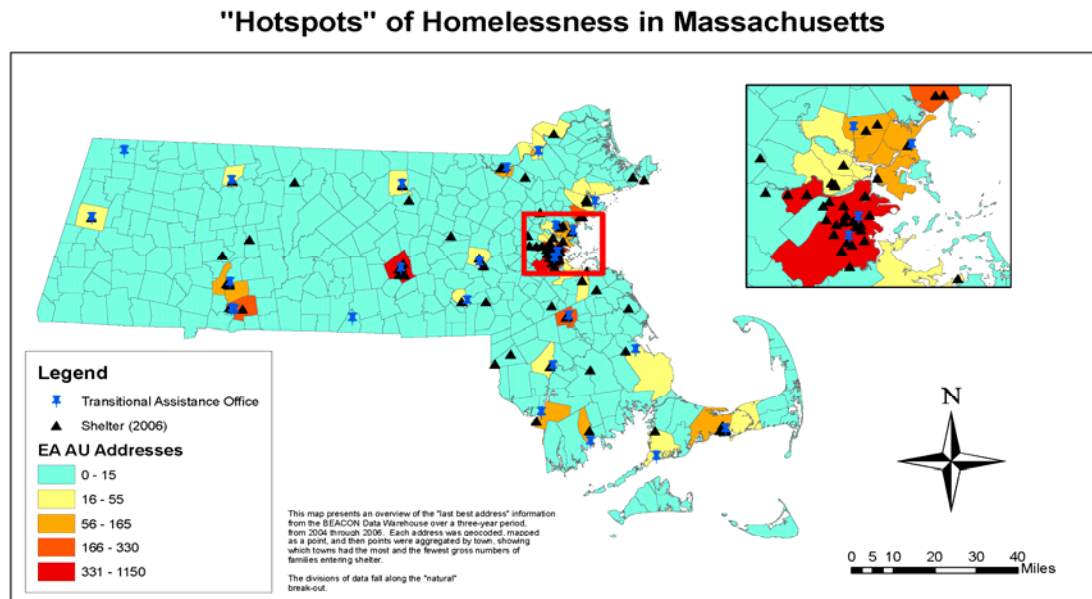 "Hotspots" of Homelessness in Massachusetts
Legend
Transitional Assistance Office
Shelter (2006)
EA AU Addresses
0 - 15
16 - 55
56 - 165
166 - 330
331 - 1150
This map presents an overview of the "last best address" information
from the BEACON Data Warehouse over a three-year period,
from 2004 through 2006. Each address was geocoded, mapped
as a point, and then points were aggregated by town, showing
which towns had the most and the fewest gross numbers of
families entering shelter.
The divisions of data fall along the "natural"
break-out.
N
0 5 10 20 30 40
Miles